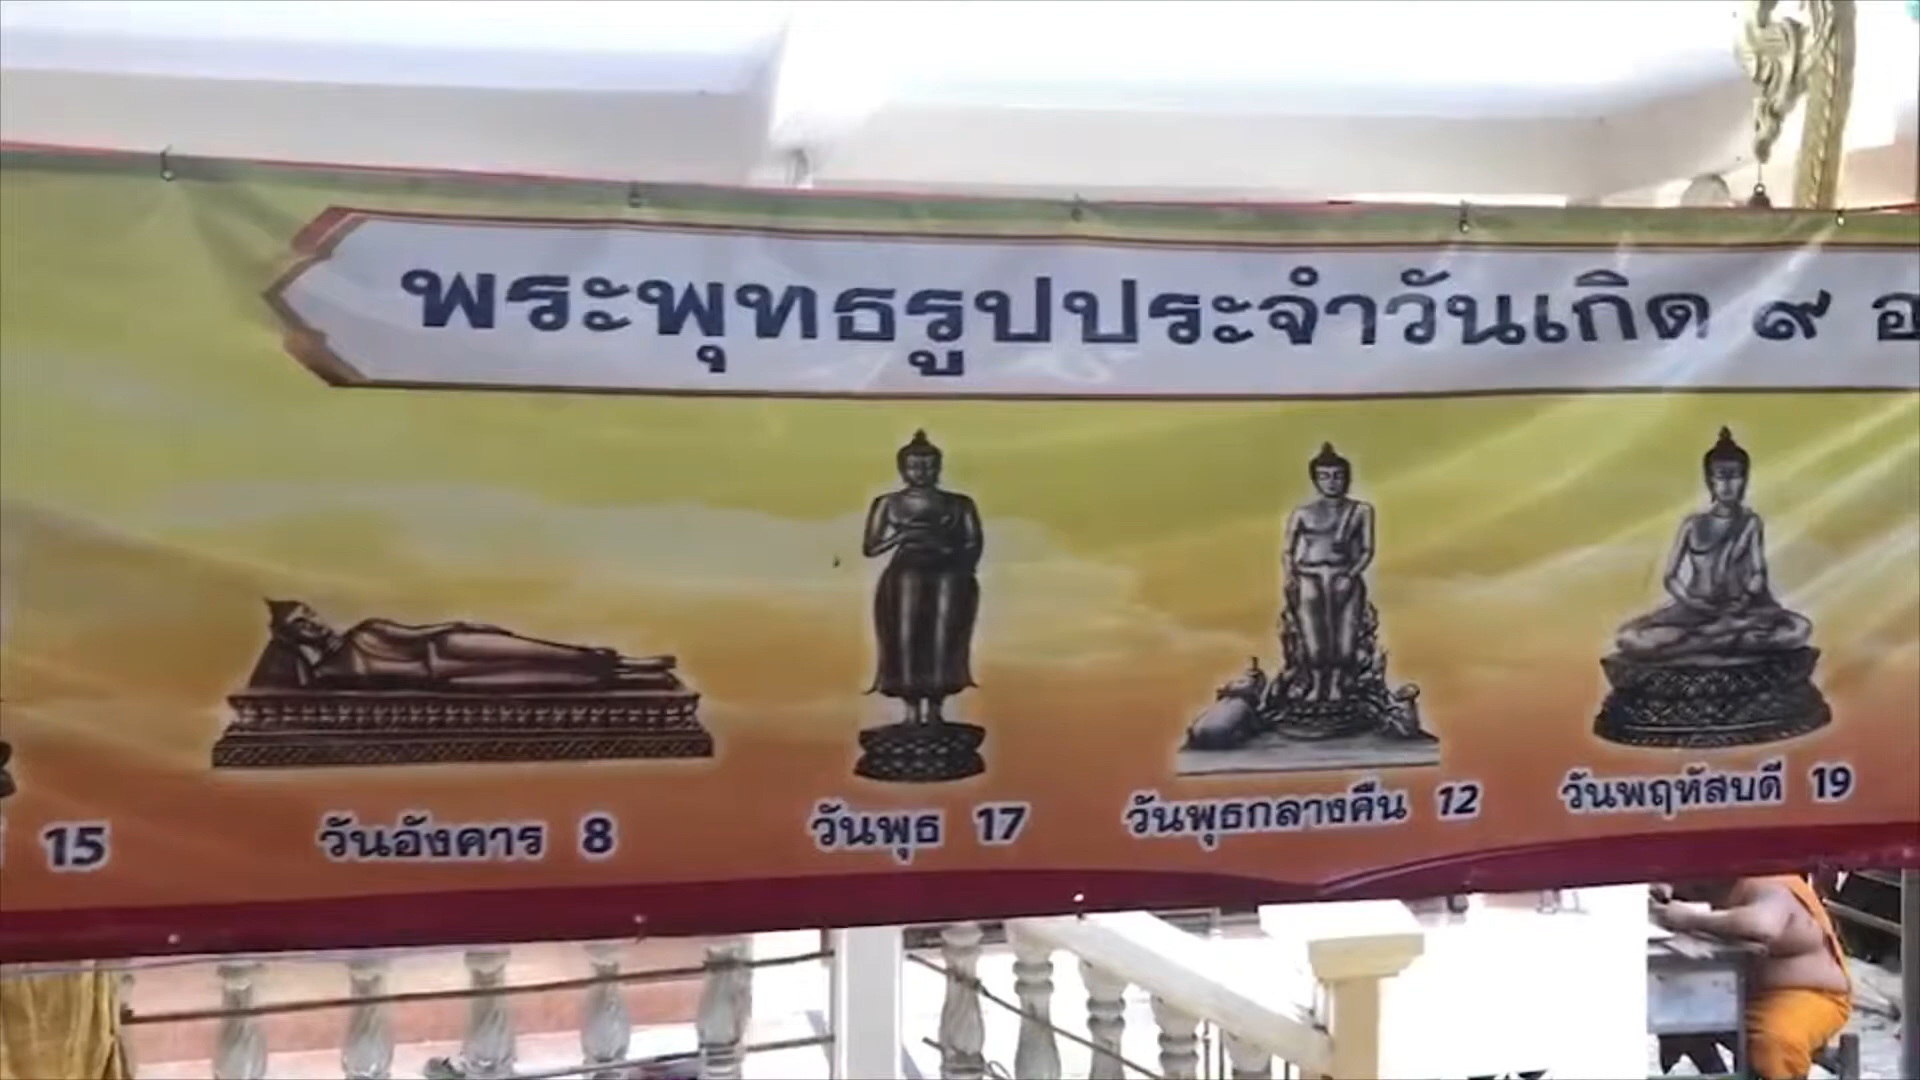 พระพุทธรูปประจำวันเกิด ๙ อ
15
วันอังคาร 8
วันพุธ 17
วันพุธกลางคืน 12
วันพฤหัสบดี 19